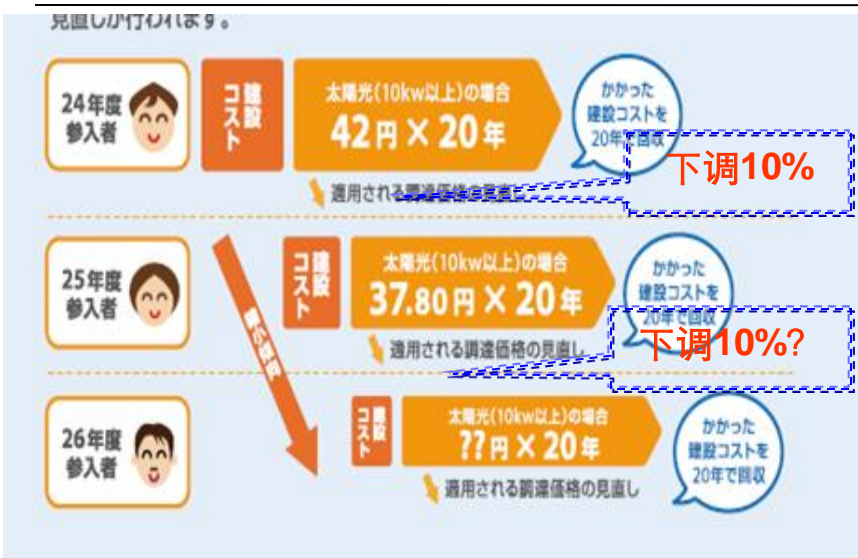 見直しが行われます。
24年度
参入者
建設
コスト
太陽光(10kw以上)の場合
42円×20年
かかった
建設コストを
20年で回収
下调10%
適用される調達価格の見直し
25年度
参入者
建設
コスト
太陽光(10kw以上)の場合
37.80円×20年
かかった
建設コストを
20年で回収
下调10%?
適用される調達価格の見直し
26年度
参入者
建設
コスト
太陽光(10kw以上)の場合
??円×20年
かかった
建設コストを
20年で回収
適用される調達価格の見直し